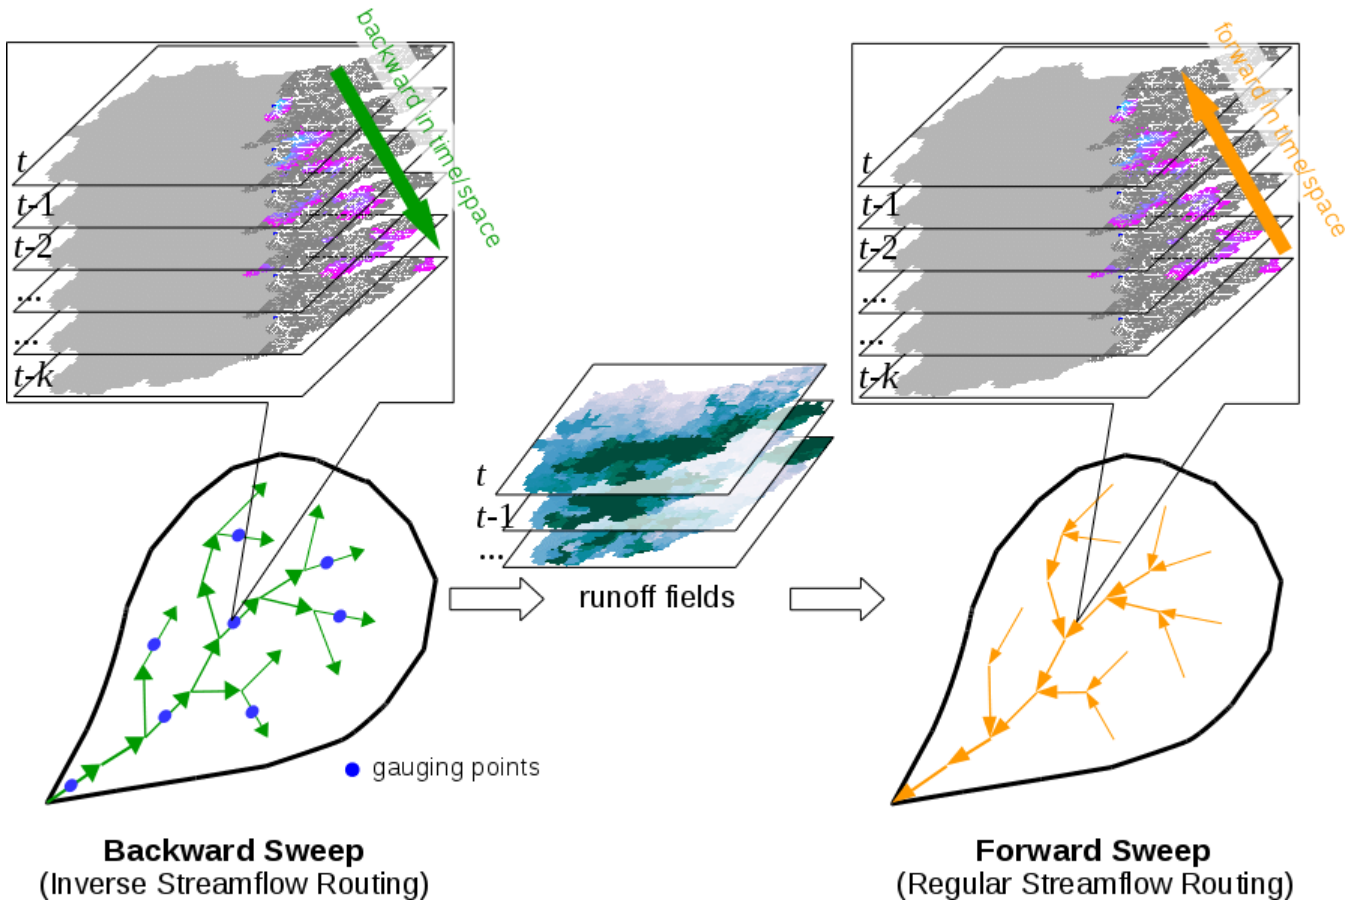 backward in time/space
t
t-1
t-2
...
...
t-k
forward in time/space
t
t-1
t-2
...
...
t-k
t
t-1
...
runoff fields
gauging points
Backward Sweep
(Inverse Streamflow Routing)
Forward Sweep
(Regular Streamflow Routing)